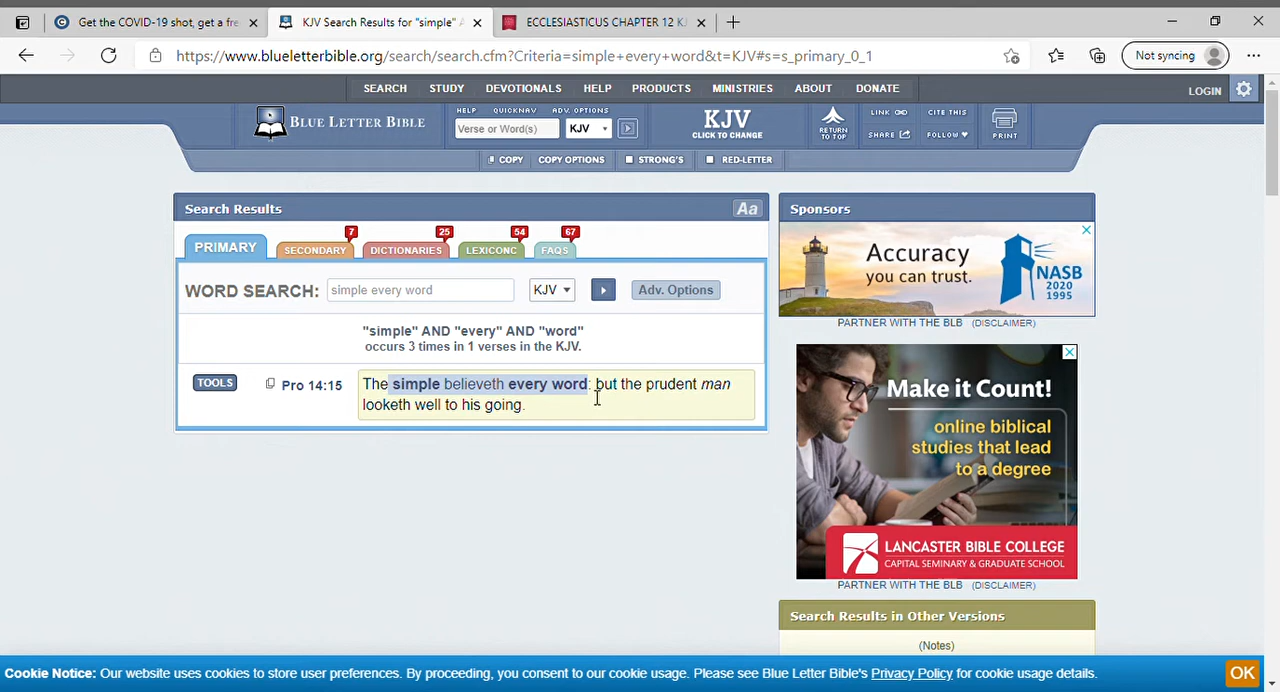 Get the COVID-19 shot, get a fre
KJV Search Results for "simple" A
ECCLESIASTICUS CHAPTER 12 KJ
https://www.blueletterbible.org/search/search.cfm?Criteria=simple+every+word&t=KJV#s=s_primary_0_1
Not syncing
SEARCH STUDY DEVOTIONALS HELP PRODUCTS MINISTRIES ABOUT DONATE
LOGIN
BLUE LETTER BIBLE
HELP QUICKNAV ADV. OPTIONS
Verse or Word(s) KJV
KJV
CLICK TO CHANGE
RETURN
TO TOP
LINK CITE THIS
SHARE FOLLOW
PRINT
COPY COPY OPTIONS STRONG'S RED-LETTER
Search Results Aa
PRIMARY
SECONDARY 7
DICTIONARIES 25
LEXICONC 54
FAQS 67
WORD SEARCH: simple every word KJV Adv. Options
"simple" AND "every" AND "word"
occurs 3 times in 1 verses in the KJV.
TOOLS Pro 14:15 The simple believeth every word: but the prudent man
looketh well to his going.
Sponsors
Accuracy
you can trust.
NASB
2020
1995
PARTNER WITH THE BLB (DISCLAIMER)
Make it Count!
online biblical
studies that lead
to a degree
LANCASTER BIBLE COLLEGE
CAPITAL SEMINARY & GRADUATE SCHOOL
PARTNER WITH THE BLB (DISCLAIMER)
Search Results in Other Versions
(Notes)
Cookie Notice: Our website uses cookies to store user preferences. By proceeding, you consent to our cookie usage. Please see Blue Letter Bible's Privacy Policy for cookie usage details.
OK